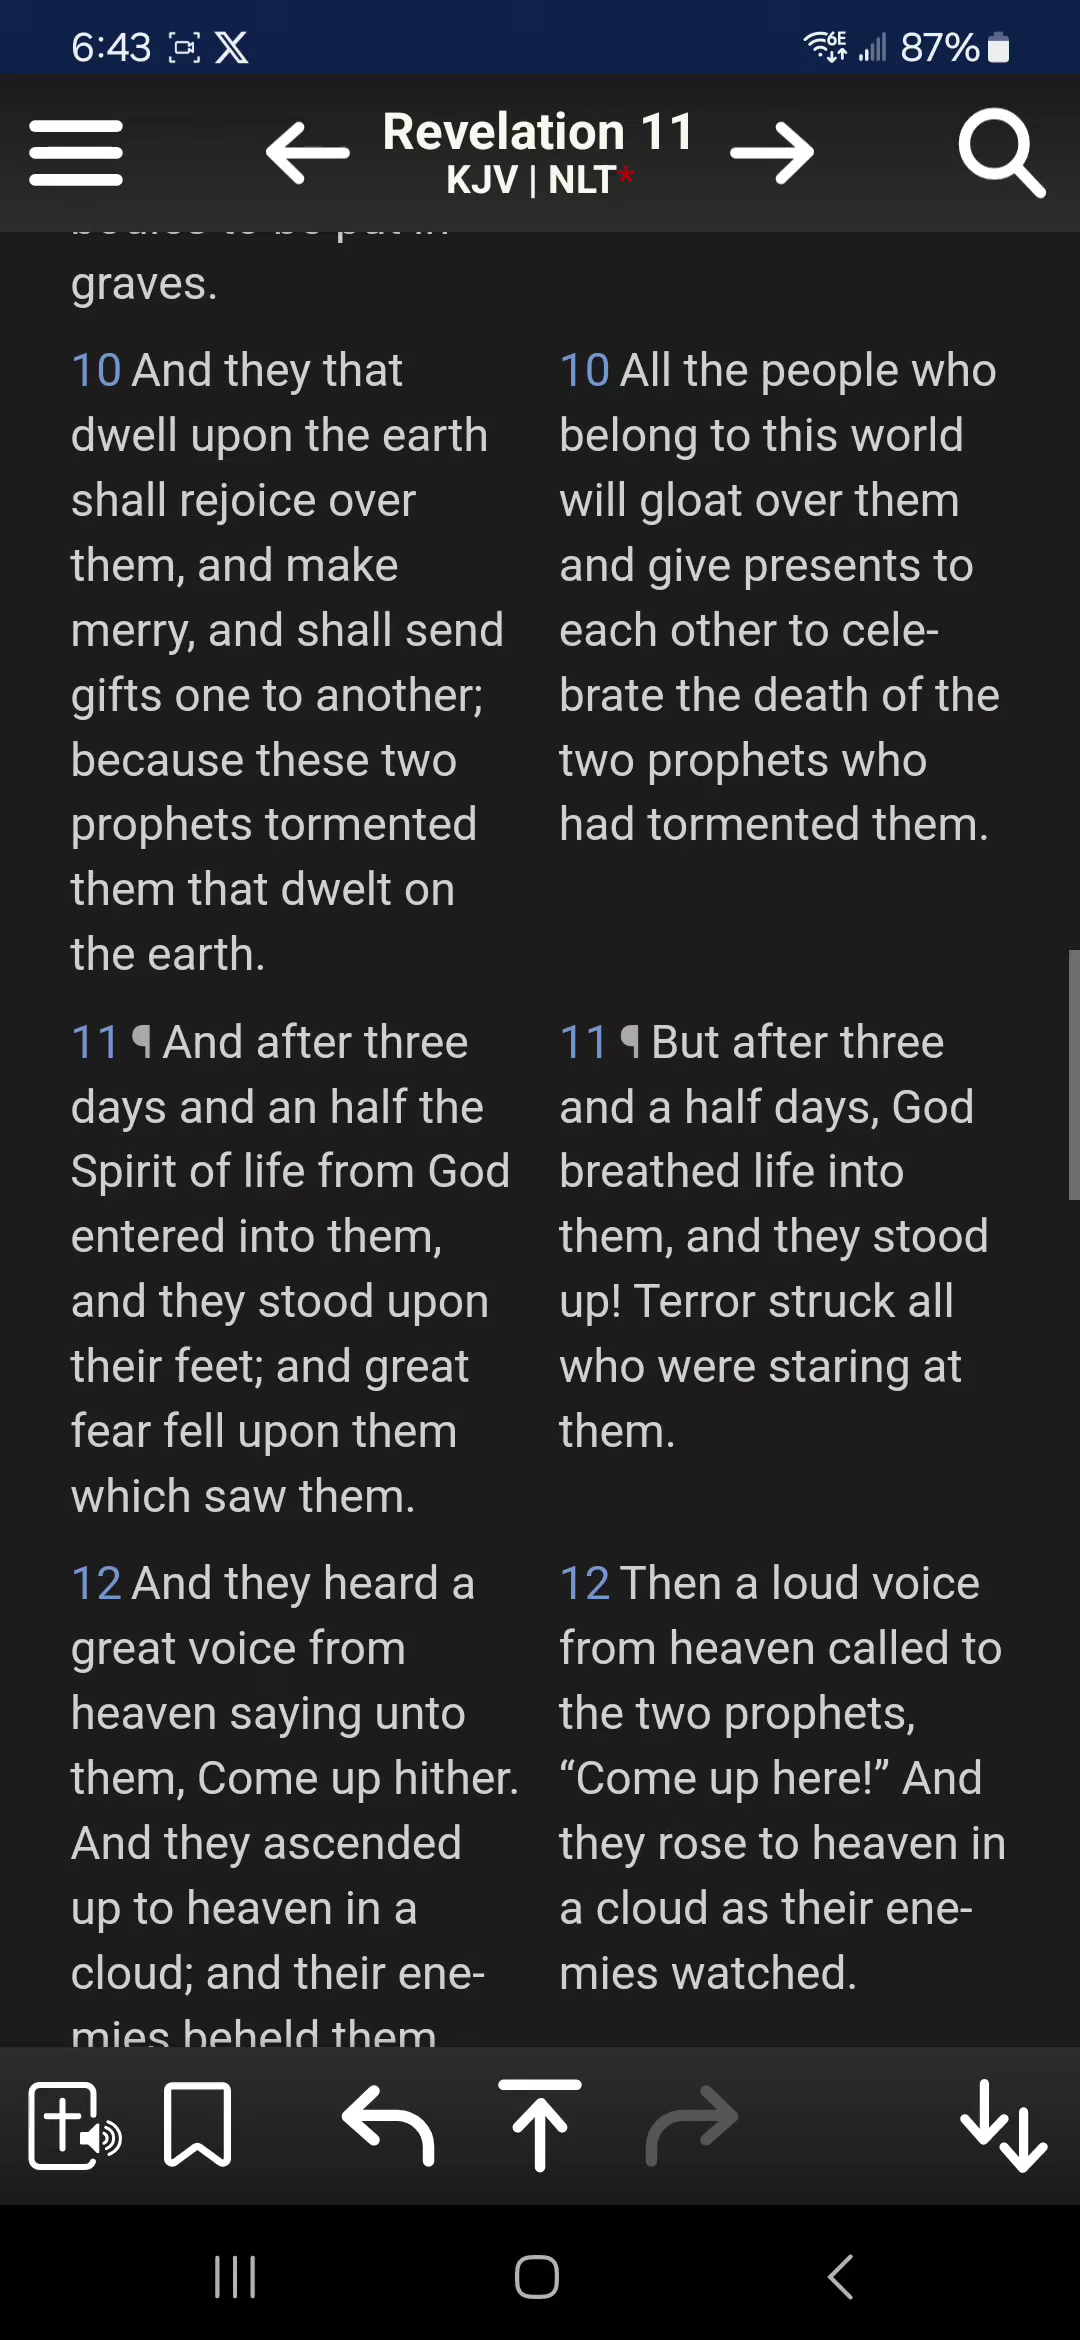 6:43
6E 87%
Revelation 11
KJV | NLT*
graves.
10 And they that
dwell upon the earth
shall rejoice over
them, and make
merry, and shall send
gifts one to another;
because these two
prophets tormented
them that dwelt on
the earth.
11 ¶ And after three
days and an half the
Spirit of life from God
entered into them,
and they stood upon
their feet; and great
fear fell upon them
which saw them.
12 And they heard a
great voice from
heaven saying unto
them, Come up hither.
And they ascended
up to heaven in a
cloud; and their ene-
mies beheld them
10 All the people who
belong to this world
will gloat over them
and give presents to
each other to cele-
brate the death of the
two prophets who
had tormented them.
11 ¶ But after three
and a half days, God
breathed life into
them, and they stood
up! Terror struck all
who were staring at
them.
12 Then a loud voice
from heaven called to
the two prophets,
“Come up here!” And
they rose to heaven in
a cloud as their ene-
mies watched.